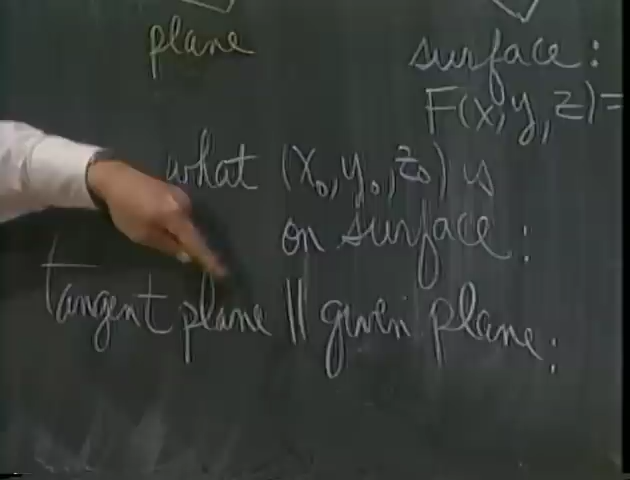 plane
surface:
F(x, y, z) =
what (x₀, y₀, z₀) is
on surface:
tangent plane || given plane: